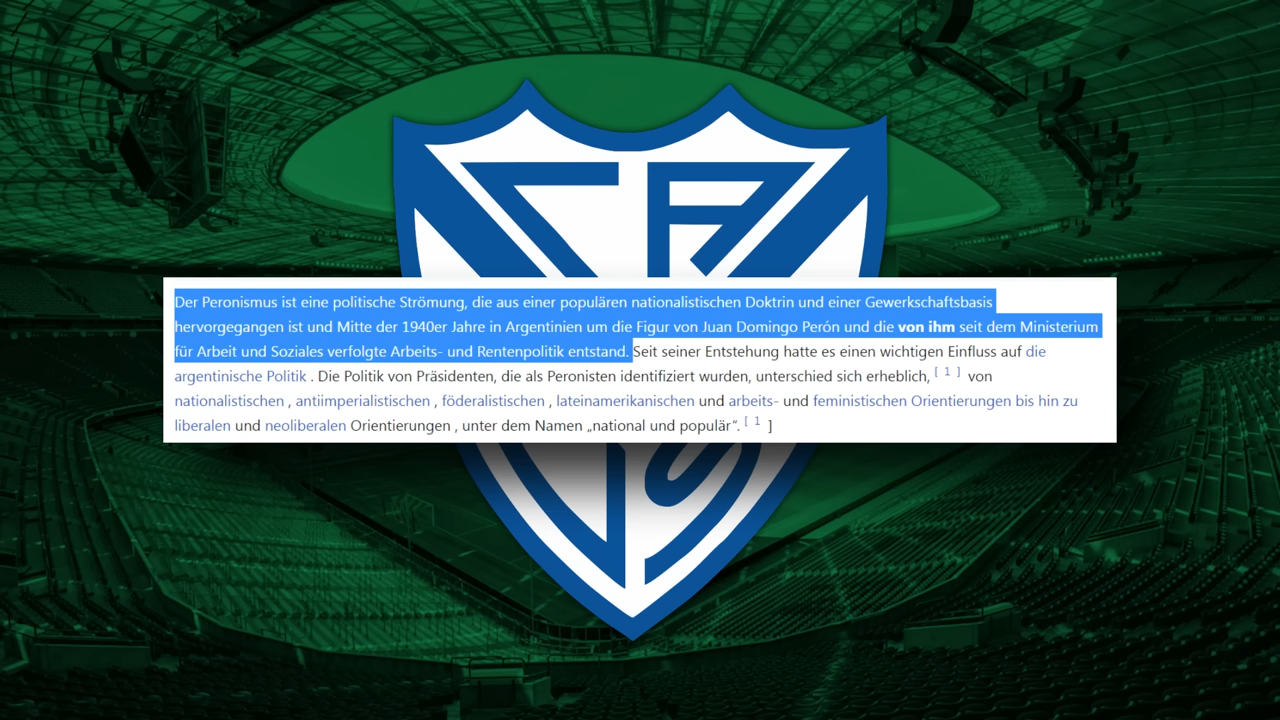 Der Peronismus ist eine politische Strömung, die aus einer populären nationalistischen Doktrin und einer Gewerkschaftsbasis
hervorgegangen ist und Mitte der 1940er Jahre in Argentinien um die Figur von Juan Domingo Perón und die von ihm seit dem Ministerium
für Arbeit und Soziales verfolgte Arbeits- und Rentenpolitik entstand. Seit seiner Entstehung hatte es einen wichtigen Einfluss auf die
argentinische Politik . Die Politik von Präsidenten, die als Peronisten identifiziert wurden, unterschied sich erheblich, [ 1 ] von
nationalistischen , antiimperialistischen , föderalistischen , lateinamerikanischen und arbeits- und feministischen Orientierungen bis hin zu
liberalen und neoliberalen Orientierungen , unter dem Namen „national und populär“. [ 1 ]